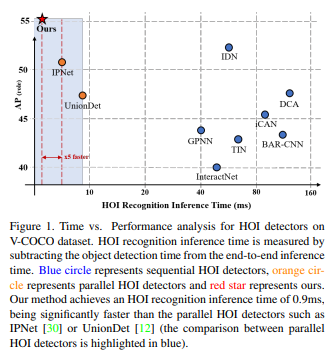 55
Ours
IDN
IPNet
50
UnionDet
DCA
iCAN
45
GPNN
TIN
BAR-CNN
x5 faster
InteractNet
40
AP (role)
10 20 40 80 160
HOI Recognition Inference Time (ms)
Figure 1. Time vs. Performance analysis for HOI detectors on
V-COCO dataset. HOI recognition inference time is measured by
subtracting the object detection time from the end-to-end inference
time. Blue circle represents sequential HOI detectors, orange cir-
cle represents parallel HOI detectors and red star represents ours.
Our method achieves an HOI recognition inference time of 0.9ms,
being significantly faster than the parallel detectors such as
IPNet [30] or UnionDet [12] (the comparison between parallel
HOI detectors is highlighted in blue).